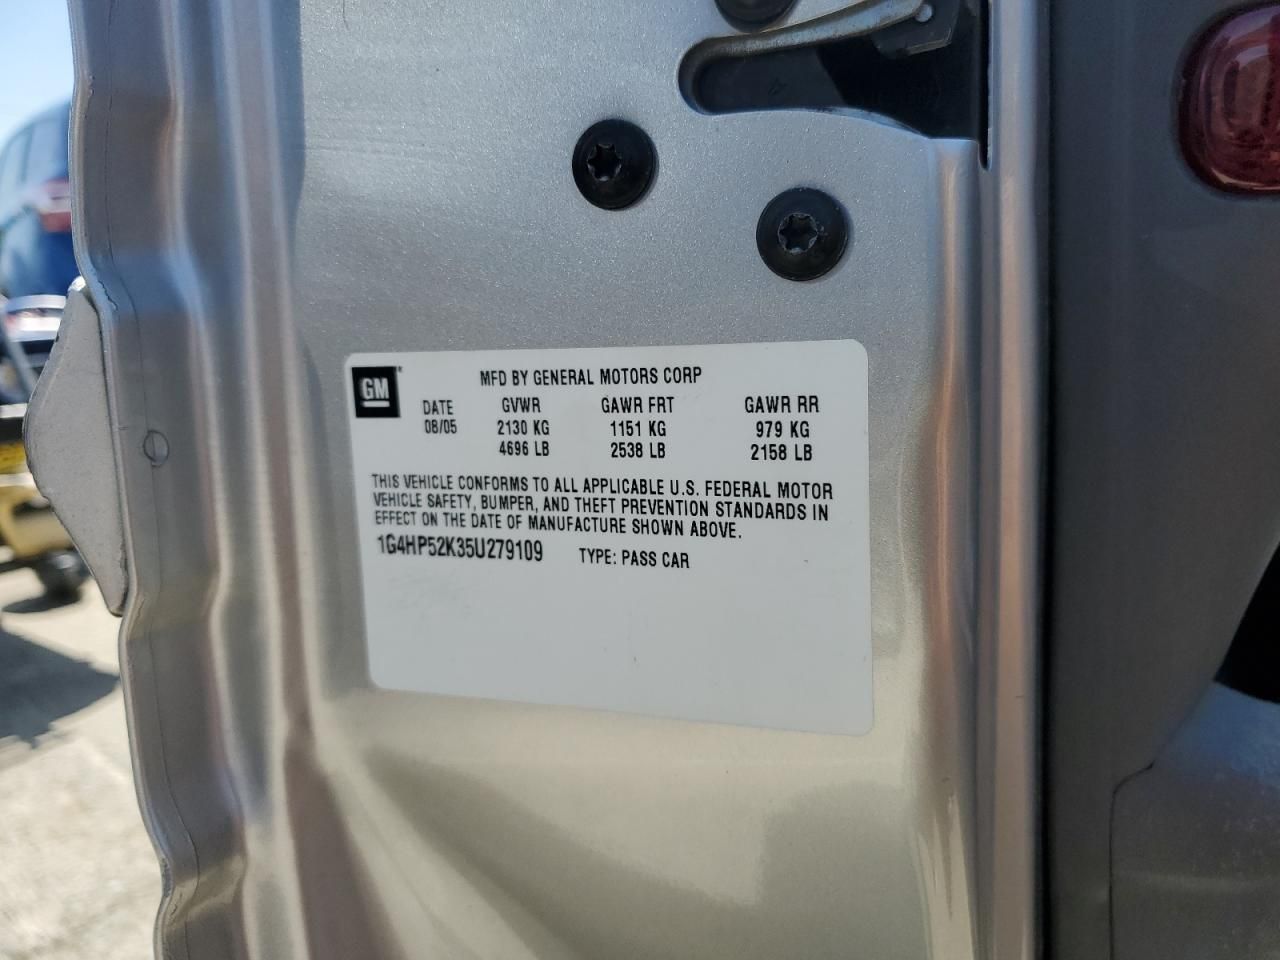 GM
MFD BY GENERAL MOTORS CORP
DATE GVWR GAWR FRT GAWR RR
08/05 2130 KG 1151 KG 979 KG
4696 LB 2538 LB 2158 LB
THIS VEHICLE CONFORMS TO ALL APPLICABLE U.S. FEDERAL MOTOR
VEHICLE SAFETY, BUMPER, AND THEFT PREVENTION STANDARDS IN
EFFECT ON THE DATE OF MANUFACTURE SHOWN ABOVE.
1G4HP52K35U279109 TYPE: PASS CAR